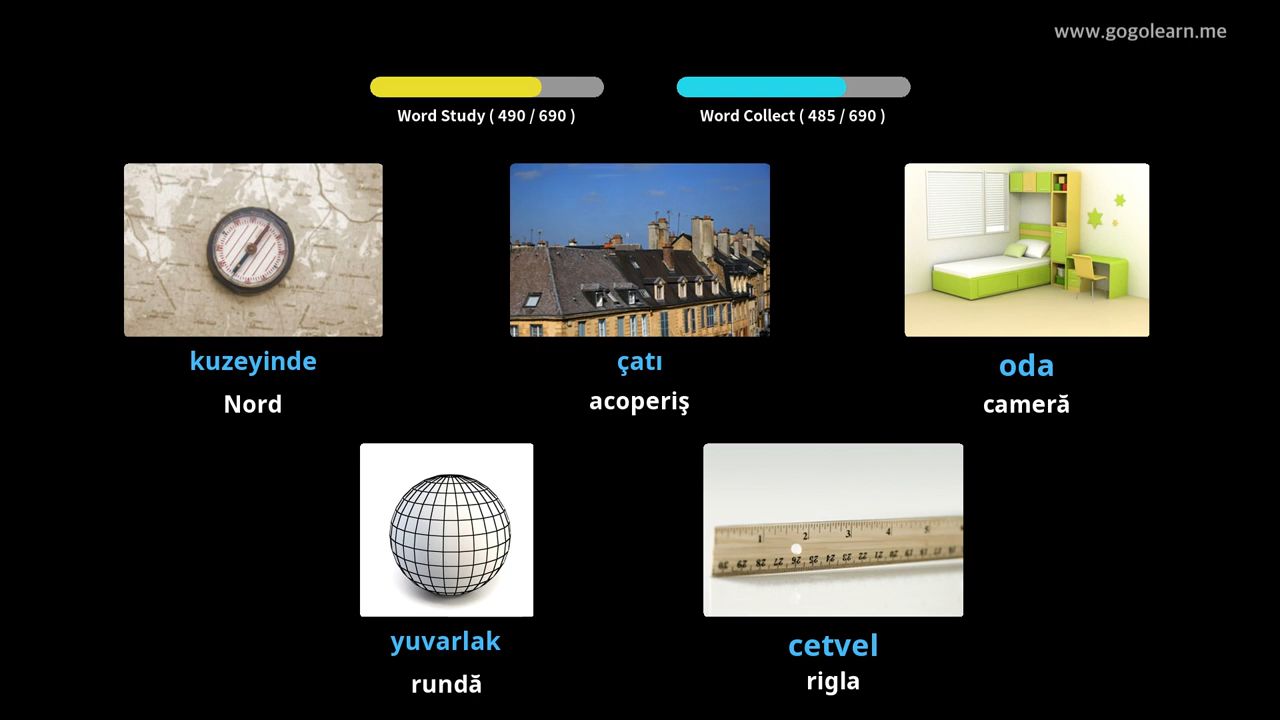 www.gogolearn.me
Word Study ( 490 / 690 )
Word Collect ( 485 / 690 )
kuzeyinde
Nord
çatı
acoperiş
oda
cameră
yuvarlak
rundă
cetvel
rigla